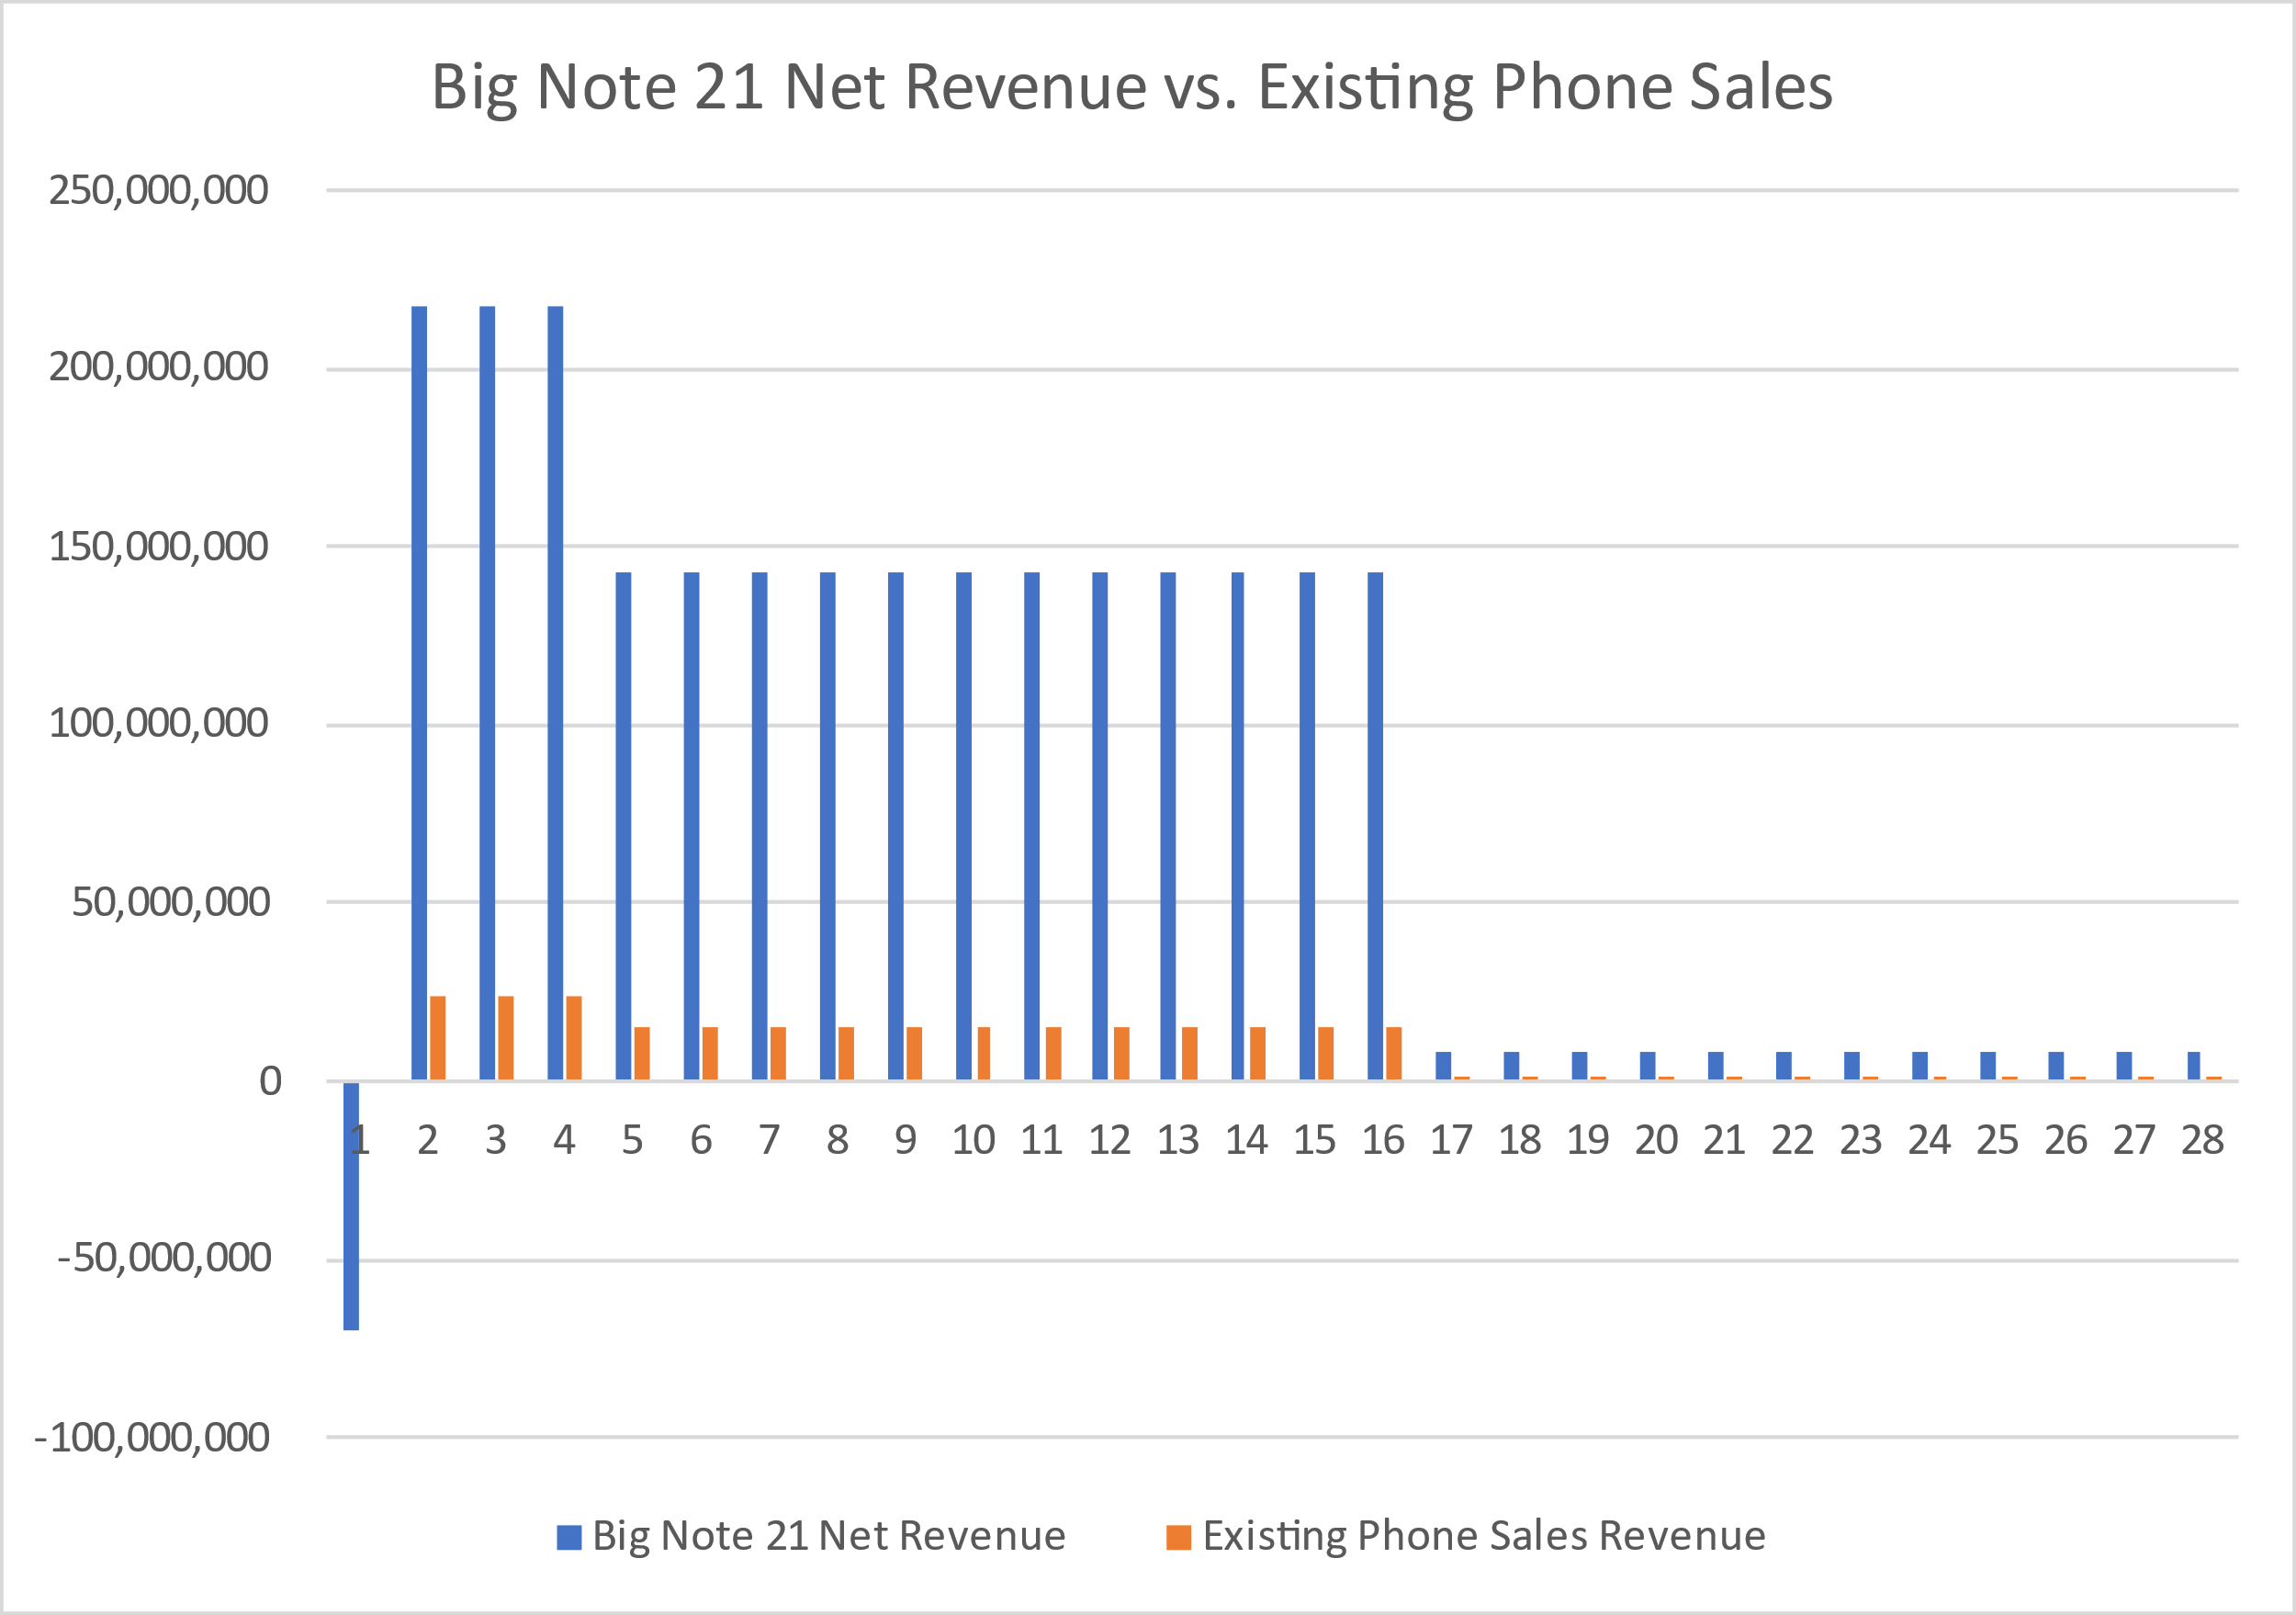 Big Note 21 Net Revenue vs. Existing Phone Sales
250,000,000
200,000,000
150,000,000
100,000,000
50,000,000
0
1 2 3 4 5 6 7 8 9 10 11 12 13 14 15 16 17 18 19 20 21 22 23 24 25 26 27 28
-50,000,000
-100,000,000
Big Note 21 Net Revenue Existing Phone Sales Revenue